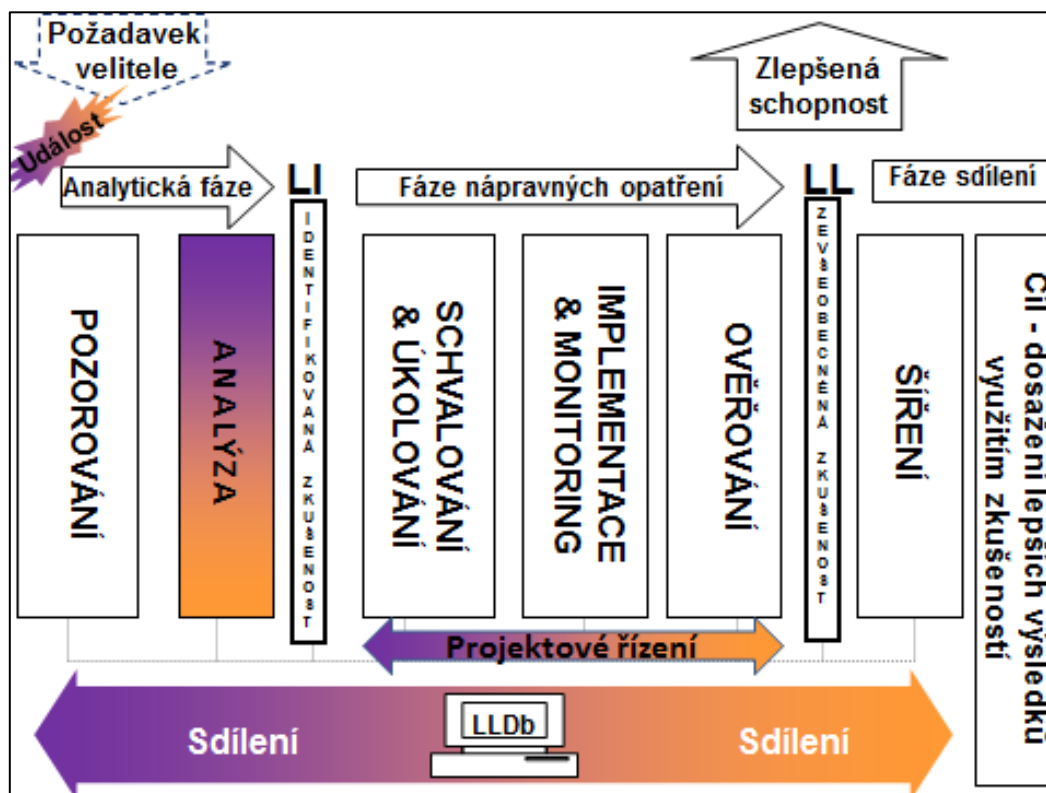 Požadavek
velitele
Událost
Zlepšená
schopnost
Analytická fáze
LI
Fáze nápravných opatření
LL
Fáze sdílení
POZOROVÁNÍ
ANALÝZA
IDENTIFIKOVANÁ ZKUŠENOST
SCHVALOVÁNÍ
& ÚKOLOVÁNÍ
IMPLEMENTACE
& MONITORING
OVĚŘOVÁNÍ
ZEVŠEOBECNĚNÁ ZKUŠENOST
ŠÍŘENÍ
Cíl - dosažení lepších výsledků
využitím zkušeností
Projektové řízení
Sdílení
LLDb
Sdílení